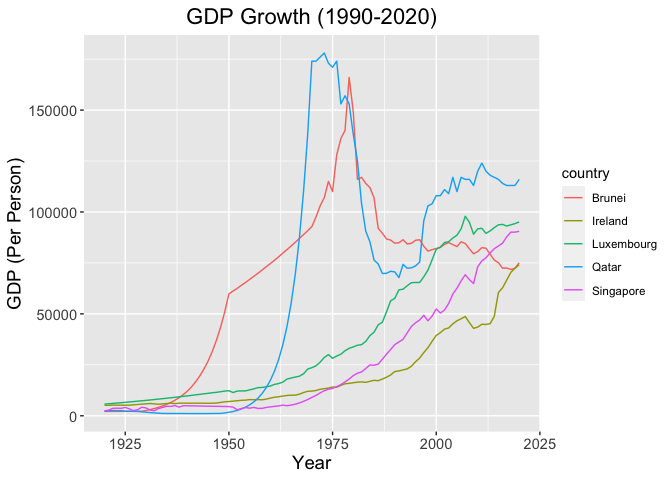 GDP Growth (1990-2020)
150000
100000
50000
0
GDP (Per Person)
1925
1950
1975
2000
2025
Year
country
Brunei
Ireland
Luxembourg
Qatar
Singapore